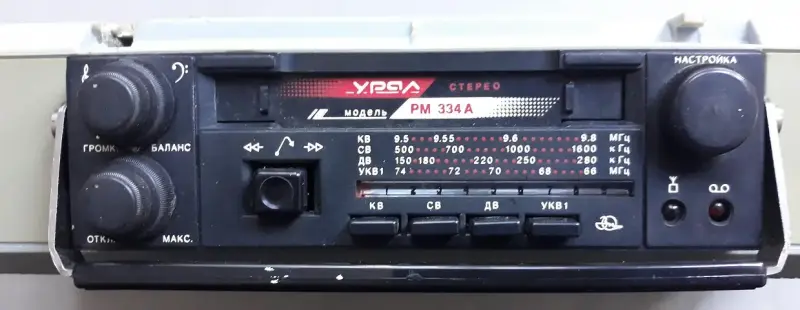 УРАЛ СТЕРЕО
модель РМ 334А
НАСТРОЙКА
ГРОМК. БАЛАНС
ОТКЛ. МАКС.
КВ 9.5 9.55 9.6 9.8 МГц
СВ 500 700 1000 1600 кГц
ДВ 150 180 220 250 280 кГц
УКВ1 74 72 70 68 66 МГц
КВ СВ ДВ УКВ1